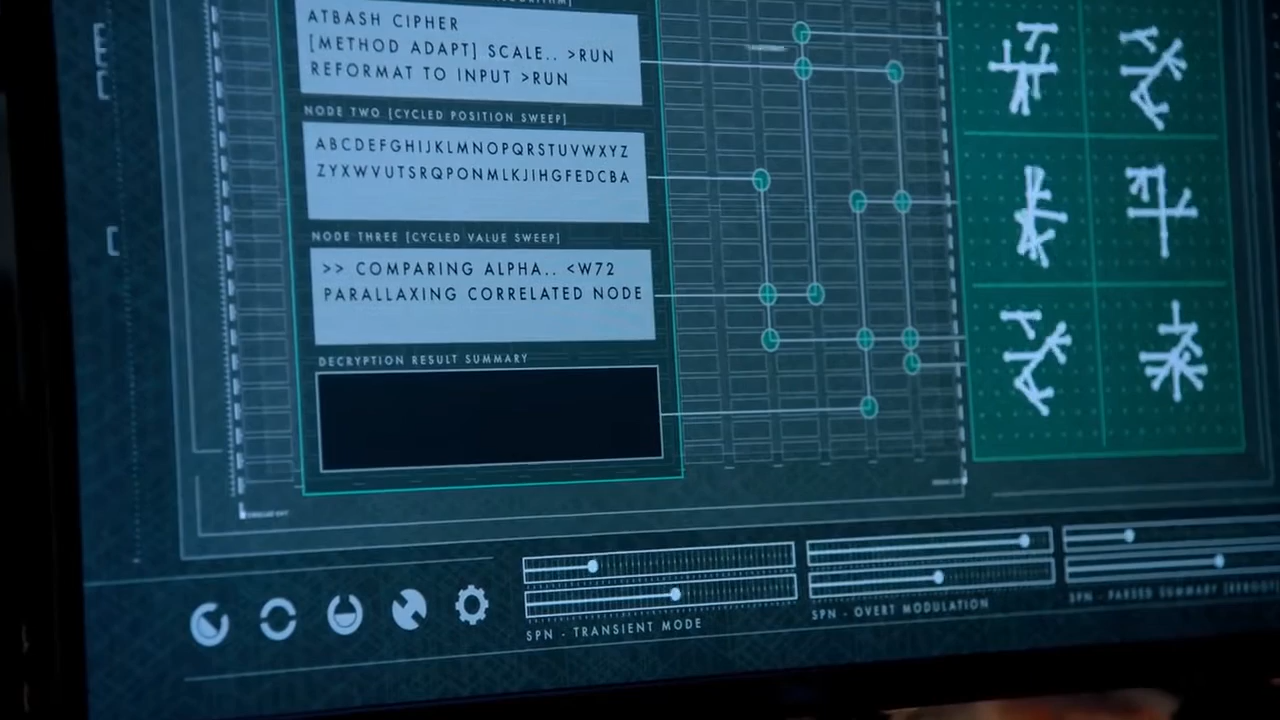 ATBASH CIPHER
[METHOD ADAPT] SCALE.. >RUN
REFORMAT TO INPUT >RUN
NODE TWO [CYCLED POSITION SWEEP]
ABCDEFGHIJKLMNOPQRSTUVWXYZ
ZYXWVUTSRQPONMLKJIHGFEDCBA
NODE THREE [CYCLED VALUE SWEEP]
>> COMPARING ALPHA.. <W72
PARALLAXING CORRELATED NODE
DECRYPTION RESULT SUMMARY
SPN - TRANSIENT MODE
SPN - OVERT MODULATION
SPN - PARSED SUMMARY